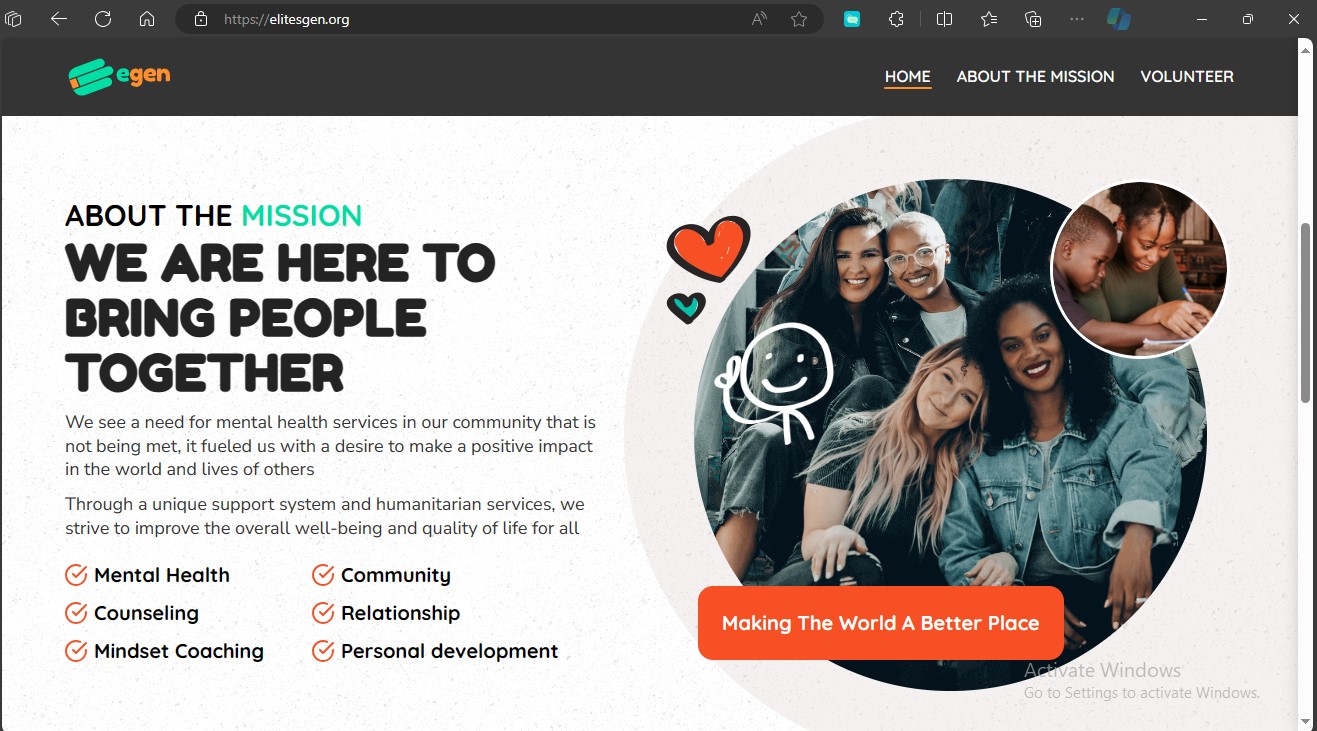 https://elitesgen.org
egen
HOME ABOUT THE MISSION VOLUNTEER
ABOUT THE MISSION
WE ARE HERE TO
BRING PEOPLE
TOGETHER
We see a need for mental health services in our community that is
not being met, it fueled us with a desire to make a positive impact
in the world and lives of others
Through a unique support system and humanitarian services, we
strive to improve the overall well-being and quality of life for all
Mental Health
Community
Counseling
Relationship
Mindset Coaching
Personal development
Making The World A Better Place
Activate Windows
Go to Settings to activate Windows.